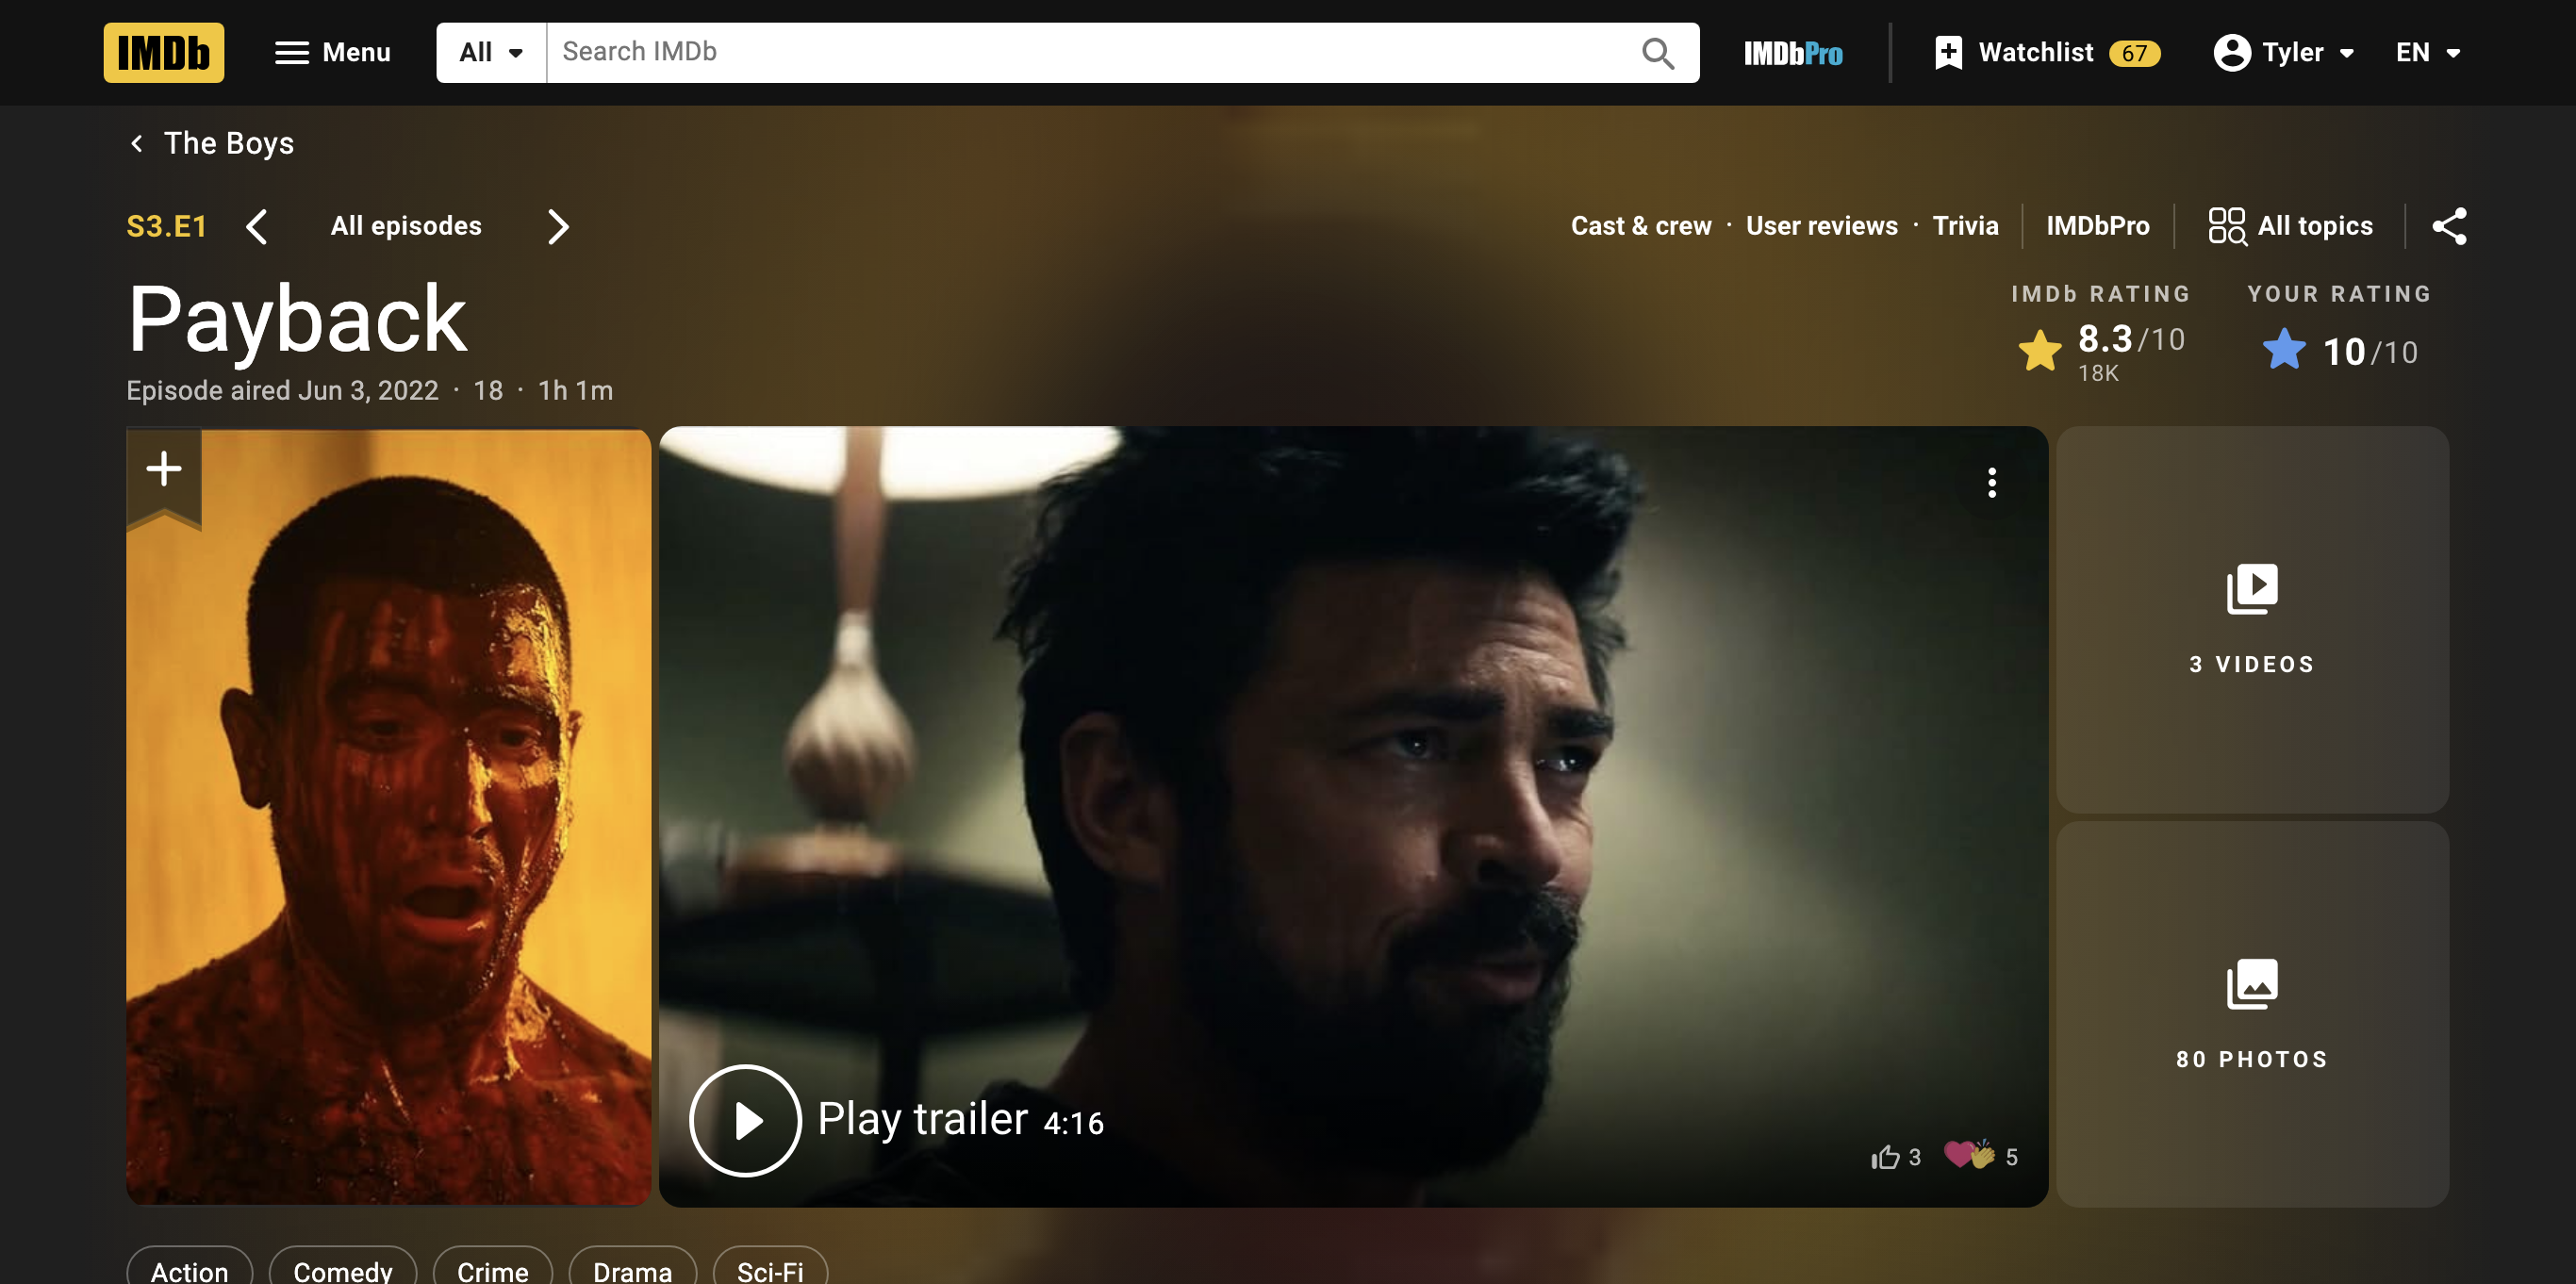 IMDb Menu All Search IMDb IMDbPro Watchlist 67 Tyler EN
The Boys
S3.E1 All episodes Cast & crew · User reviews · Trivia IMDbPro All topics
Payback
IMDb RATING YOUR RATING
8.3/10 10/10
18K
Episode aired Jun 3, 2022 · 18 · 1h 1m
3 VIDEOS
80 PHOTOS
Play trailer 4:16
3 5
Action Comedy Crime Drama Sci-Fi